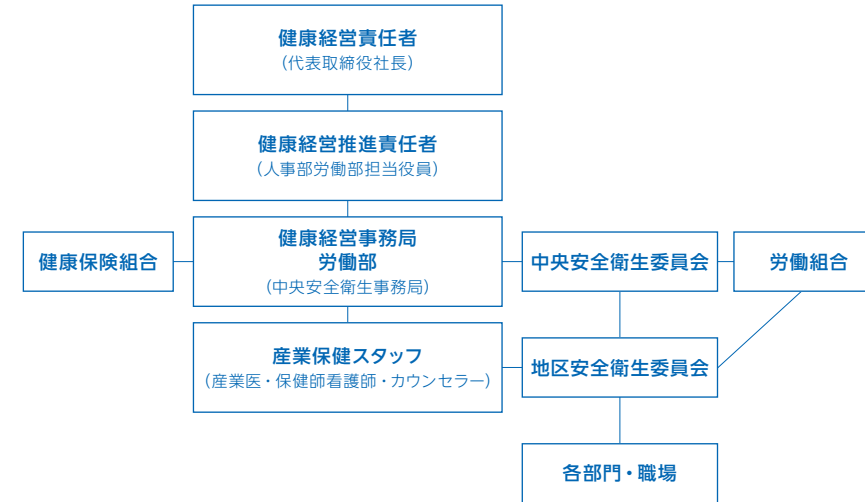 健康経営責任者
（代表取締役社長）
健康経営推進責任者
（人事部労働部担当役員）
健康保険組合
健康経営事務局
労働部
（中央安全衛生事務局）
中央安全衛生委員会
労働組合
産業保健スタッフ
（産業医・保健師看護師・カウンセラー）
地区安全衛生委員会
各部門・職場